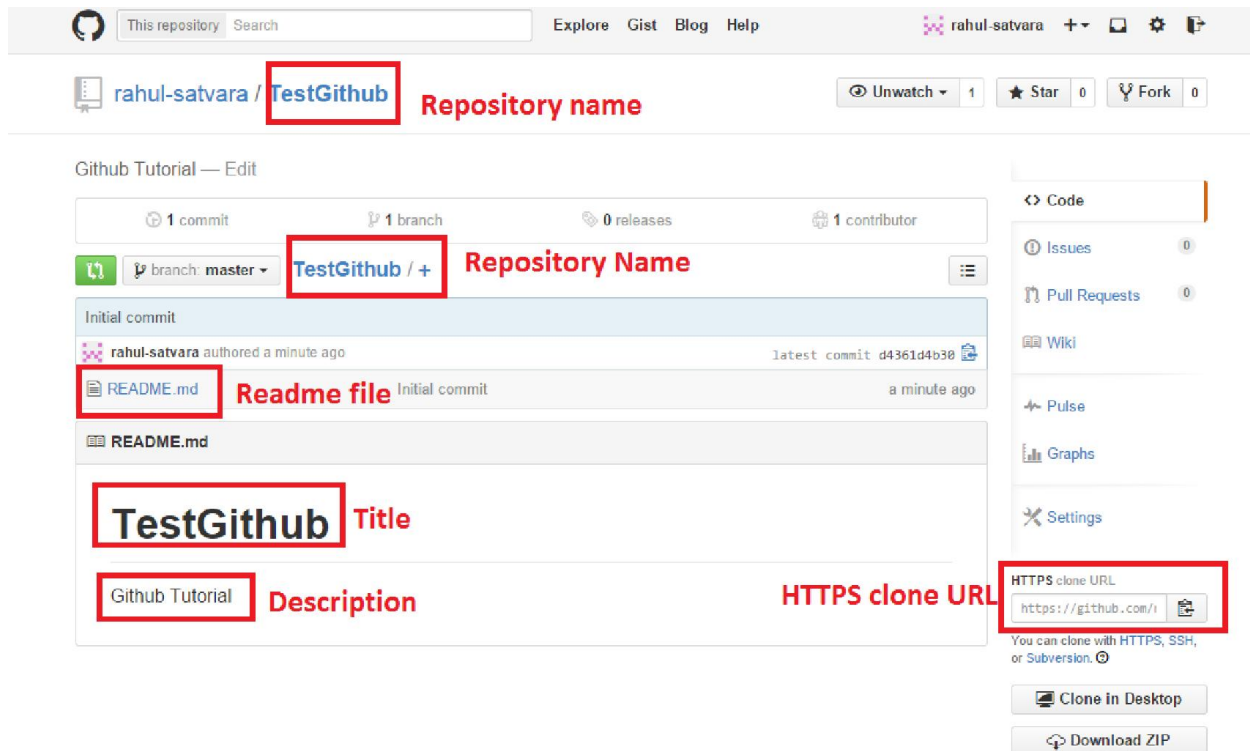 This repository Search Explore Gist Blog Help rahul-satvara
rahul-satvara / TestGithub Repository name Unwatch 1 Star 0 Fork 0
Github Tutorial — Edit
1 commit 1 branch 0 releases 1 contributor
branch: master TestGithub / + Repository Name
Initial commit
rahul-satvara authored a minute ago latest commit d4361d4b30
README.md Readme file Initial commit a minute ago
README.md
TestGithub Title
Github Tutorial Description
Code
Issues 0
Pull Requests 0
Wiki
Pulse
Graphs
Settings
HTTPS clone URL
HTTPS clone URL
https://github.com/
You can clone with HTTPS, SSH,
or Subversion.
Clone in Desktop
Download ZIP